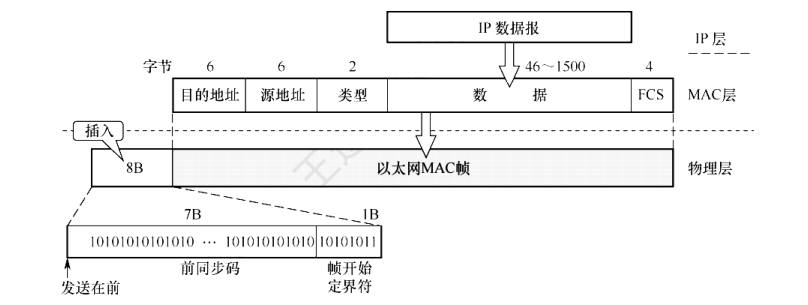 IP 数据报
IP 层
字节 6 6 2 46～1500 4
目的地址 源地址 类型 数 据 FCS MAC层
插入
8B 以太网MAC帧 物理层
7B 1B
10101010101010 … 101010101010 10101011
前同步码 帧开始
定界符
发送在前